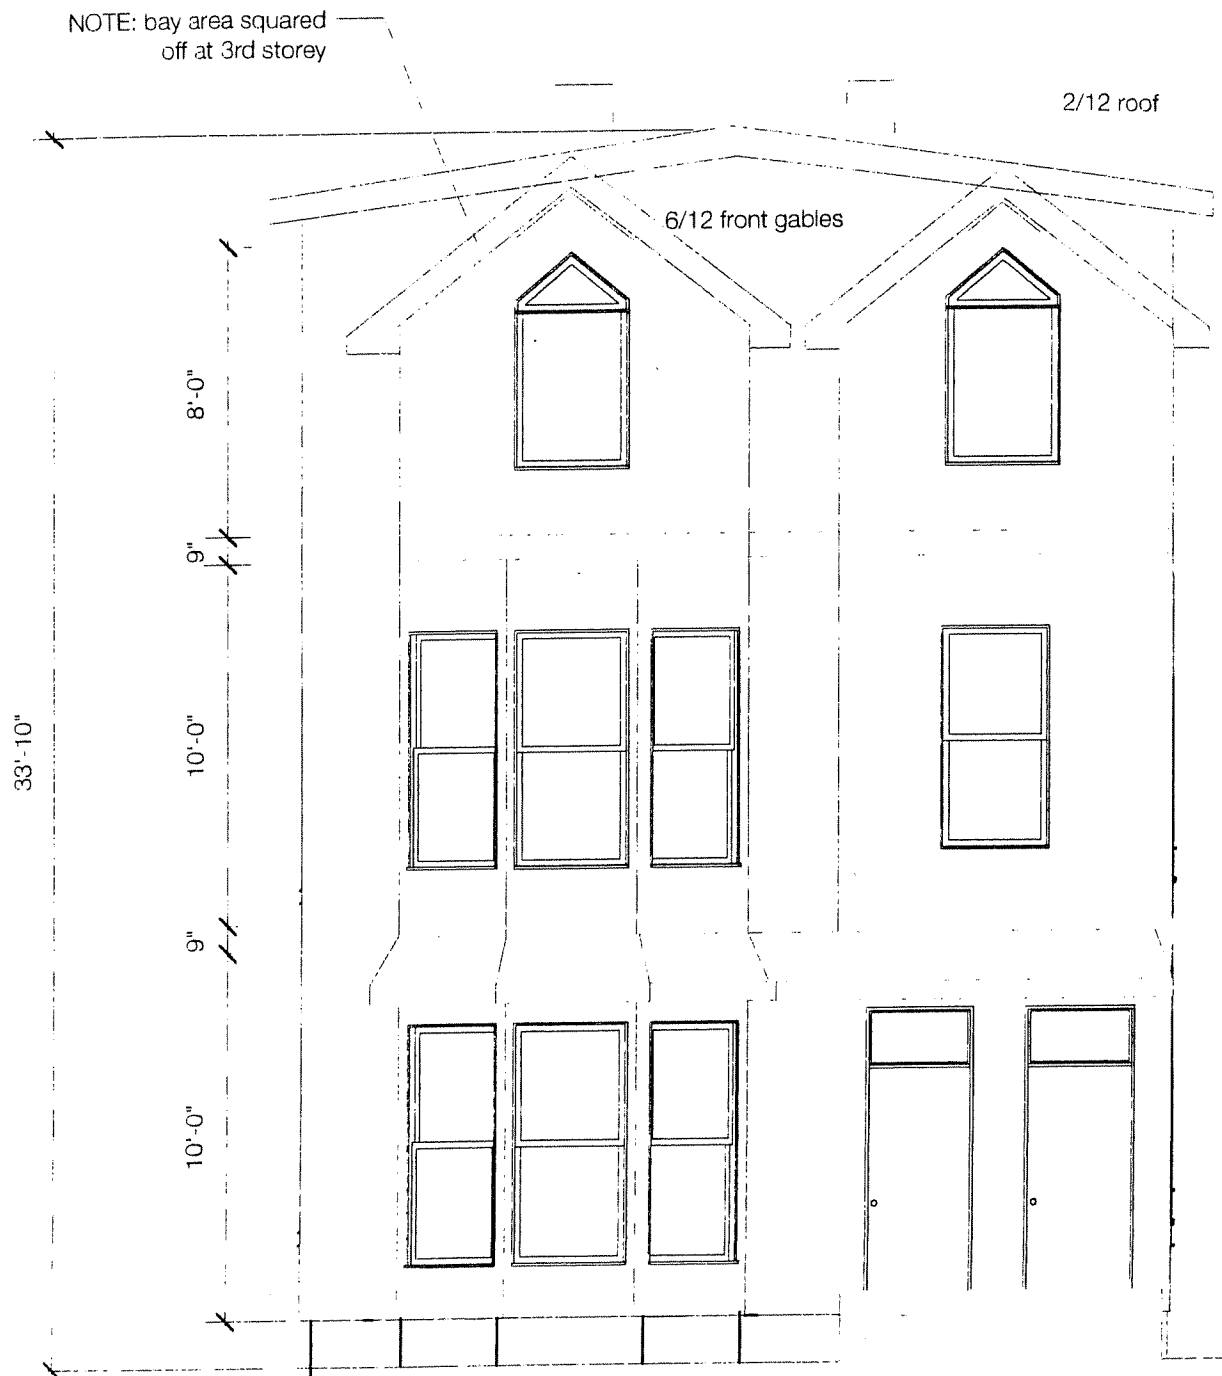 NOTE: bay area squared
off at 3rd storey
2/12 roof
6/12 front gables
8'-0"
9"
10'-0"
33'-10"
9"
10'-0"